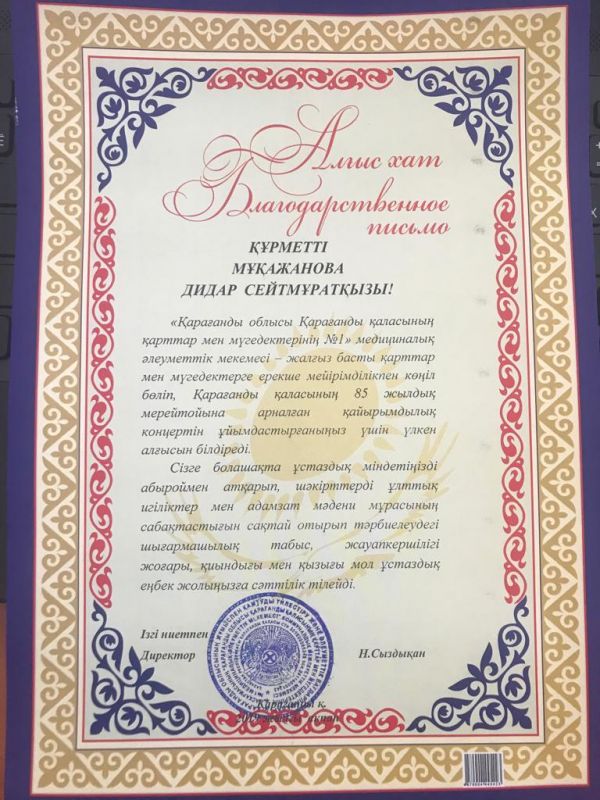 Алғыс хат
Благодарственное
письмо
ҚҰРМЕТТІ
МҰҚАЖАНОВА
ДИДАР СЕЙТМҰРАТҚЫЗЫ!
«Қарағанды облысы Қарағанды қаласының
қарттар мен мүгедектерінің №1» медициналық
әлеуметтік мекемесі – жалғыз басты қарттар
мен мүгедектерге ерекше мейірімділікпен көңіл
бөліп, Қарағанды қаласының 85 жылдық
мерейтойына арналған қайырымдылық
концертін ұйымдастырғаныңыз үшін үлкен
алғысын білдіреді.
Сізге болашақта ұстаздық міндетіңізді
абыроймен атқарып, шәкірттерді ұлттық
игіліктер мен адамзат мәдени мұрасының
сабақтастығын сақтай отырып тәрбиелеудегі
шығармашылық табыс, жауапкершілігі
жоғары, қиындығы мен қызығы мол ұстаздық
еңбек жолыңызға сәттілік тілейді.
Ізгі ниетпен
Директор Н.Сыздықан
Қарағанды қ.